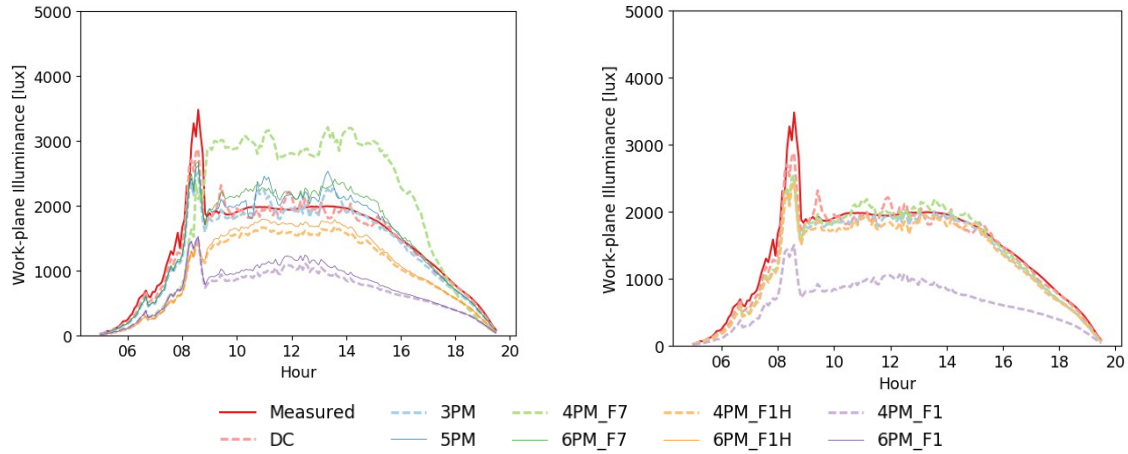 5000
4000
3000
2000
1000
0
Work-plane Illuminance [lux]
06 08 10 12 14 16 18 20
Hour
5000
4000
3000
2000
1000
0
Work-plane Illuminance [lux]
06 08 10 12 14 16 18 20
Hour
Measured 3PM 4PM_F7 4PM_F1H 4PM_F1
DC 5PM 6PM_F7 6PM_F1H 6PM_F1